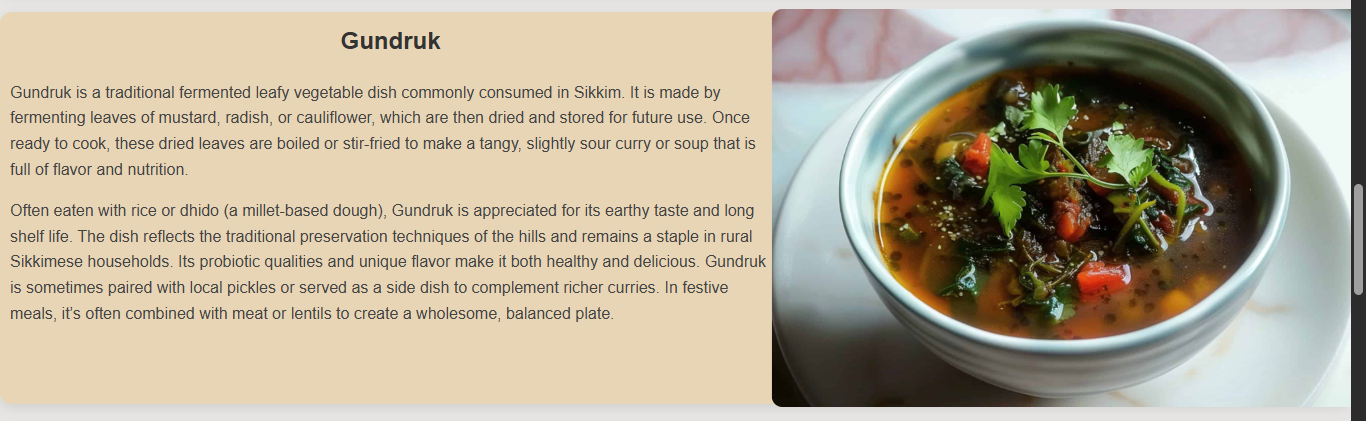 Gundruk
Gundruk is a traditional fermented leafy vegetable dish commonly consumed in Sikkim. It is made by
fermenting leaves of mustard, radish, or cauliflower, which are then dried and stored for future use. Once
ready to cook, these dried leaves are boiled or stir-fried to make a tangy, slightly sour curry or soup that is
full of flavor and nutrition.
Often eaten with rice or dhido (a millet-based dough), Gundruk is appreciated for its earthy taste and long
shelf life. The dish reflects the traditional preservation techniques of the hills and remains a staple in rural
Sikkimese households. Its probiotic qualities and unique flavor make it both healthy and delicious. Gundruk
is sometimes paired with local pickles or served as a side dish to complement richer curries. In festive
meals, it’s often combined with meat or lentils to create a wholesome, balanced plate.